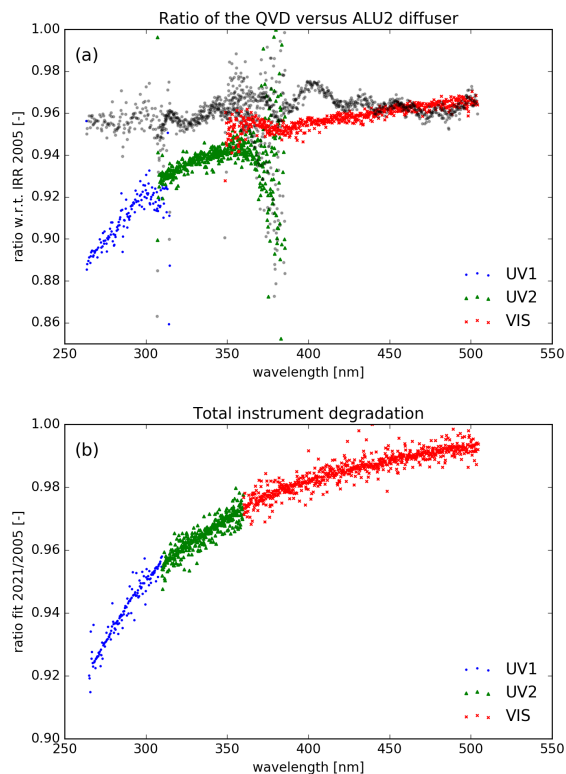 Ratio of the QVD versus ALU2 diffuser
(a)
1.00
0.98
0.96
0.94
0.92
0.90
0.88
0.86
ratio w.r.t. IRR 2005 [-]
UV1
UV2
VIS
250 300 350 400 450 500 550
wavelength [nm]
Total instrument degradation
(b)
1.00
0.98
0.96
0.94
0.92
0.90
ratio fit 2021/2005 [-]
UV1
UV2
VIS
250 300 350 400 450 500 550
wavelength [nm]